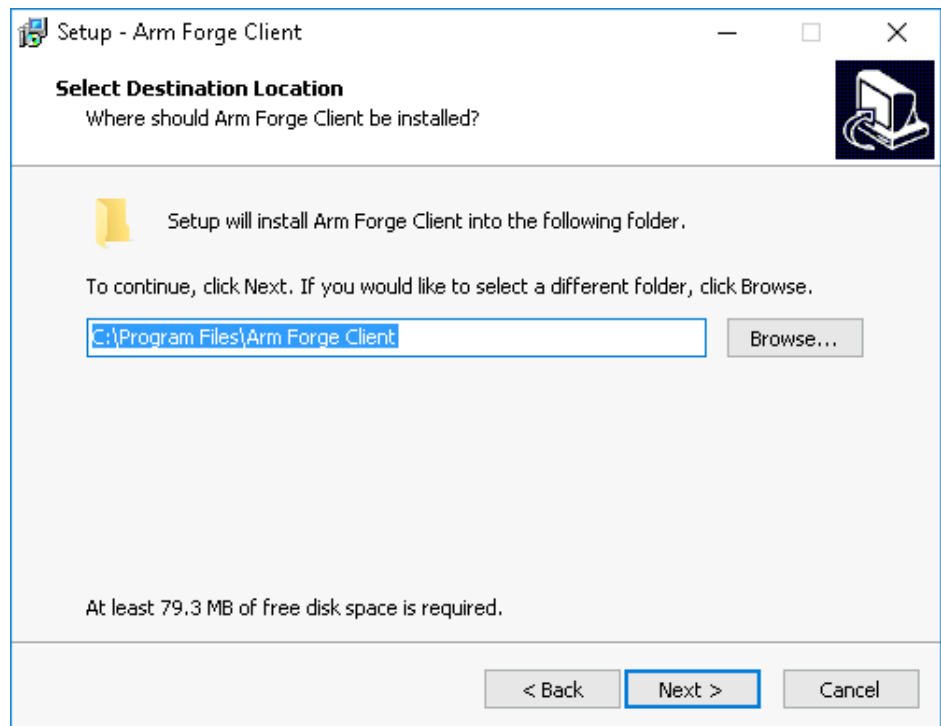 Setup - Arm Forge Client
Select Destination Location
Where should Arm Forge Client be installed?
Setup will install Arm Forge Client into the following folder.
To continue, click Next. If you would like to select a different folder, click Browse.
C:\Program Files\Arm Forge Client
Browse...
At least 79.3 MB of free disk space is required.
< Back
Next >
Cancel